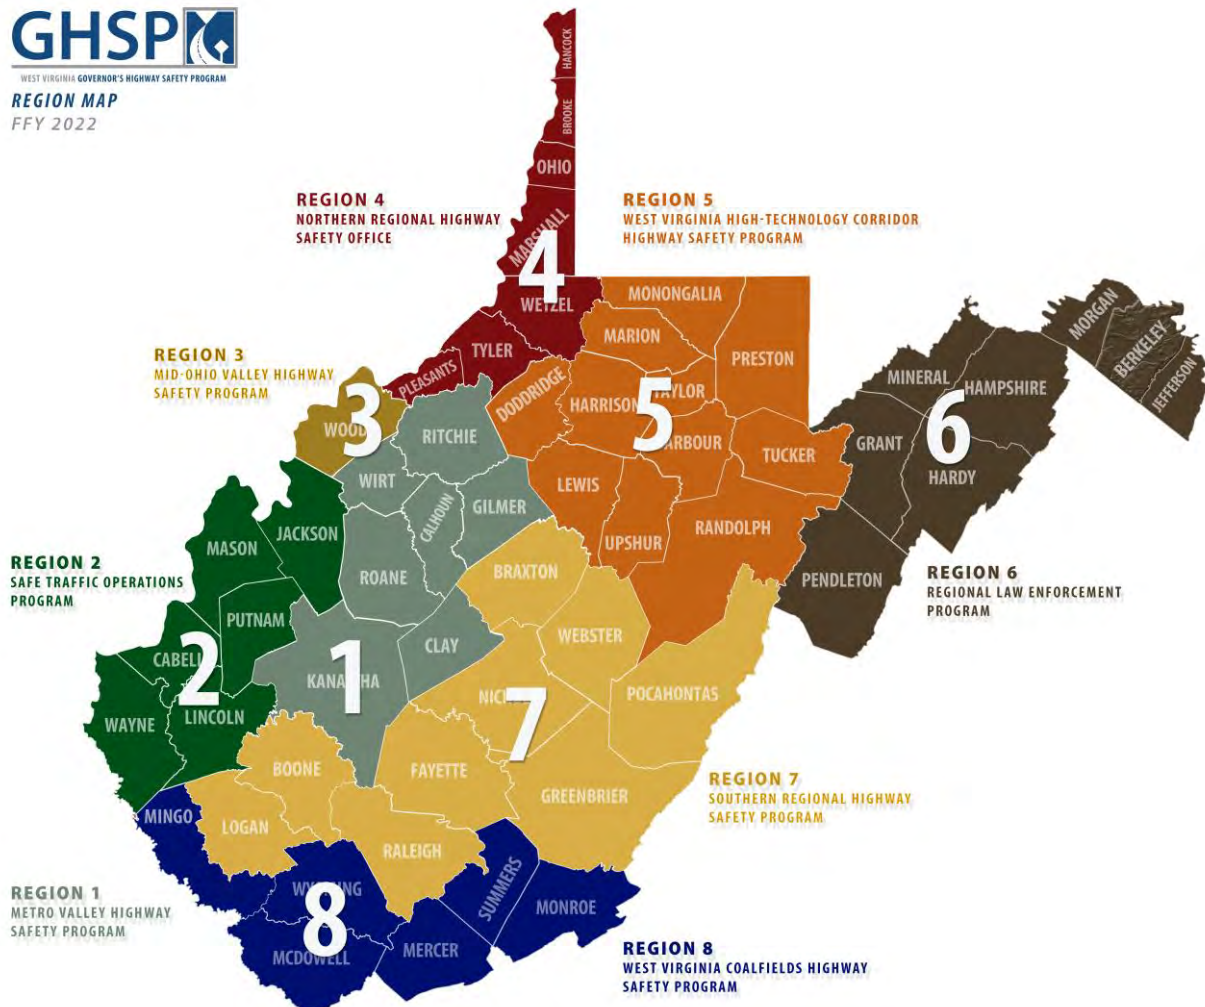 GHSP
WEST VIRGINIA GOVERNOR'S HIGHWAY SAFETY PROGRAM
REGION MAP
FFY 2022
HANCOCK
BROOKE
OHIO
REGION 4
NORTHERN REGIONAL HIGHWAY
SAFETY OFFICE
MARSHALL
4
WETZEL
TYLER
PLEASANTS
REGION 5
WEST VIRGINIA HIGH-TECHNOLOGY CORRIDOR
HIGHWAY SAFETY PROGRAM
MONONGALIA
MARION
PRESTON
DODDRIDGE
HARRISON
5
TAYLOR
BARBOUR
TUCKER
LEWIS
UPSHUR
RANDOLPH
REGION 3
MID-OHIO VALLEY HIGHWAY
SAFETY PROGRAM
WOOD
3
RITCHIE
WIRT
CALHOUN
GILMER
ROANE
CLAY
KANAWHA
1
MORGAN
BERKELEY
JEFFERSON
MINERAL
HAMPSHIRE
GRANT
6
HARDY
PENDLETON
REGION 6
REGIONAL LAW ENFORCEMENT
PROGRAM
REGION 2
SAFE TRAFFIC OPERATIONS
PROGRAM
JACKSON
MASON
PUTNAM
CABELL
2
LINCOLN
WAYNE
BRAXTON
WEBSTER
POCAHONTAS
NICH
7
FAYETTE
GREENBRIER
BOONE
LOGAN
RALEIGH
REGION 7
SOUTHERN REGIONAL HIGHWAY
SAFETY PROGRAM
REGION 1
METRO VALLEY HIGHWAY
SAFETY PROGRAM
MINGO
WYOMING
8
MCDOWELL
MERCER
SUMMERS
MONROE
REGION 8
WEST VIRGINIA COALFIELDS HIGHWAY
SAFETY PROGRAM